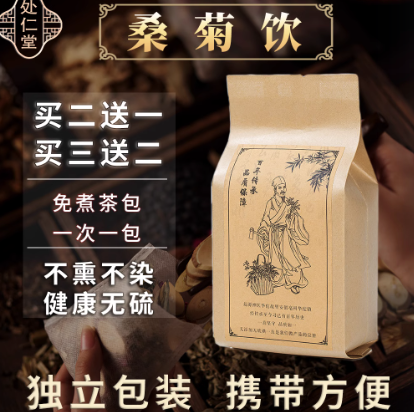 处仁堂
桑菊饮
买二送一
买三送二
免煮茶包
一次一包
不熏不染
健康无硫
百年传承
品质保障
独立包装 携带方便